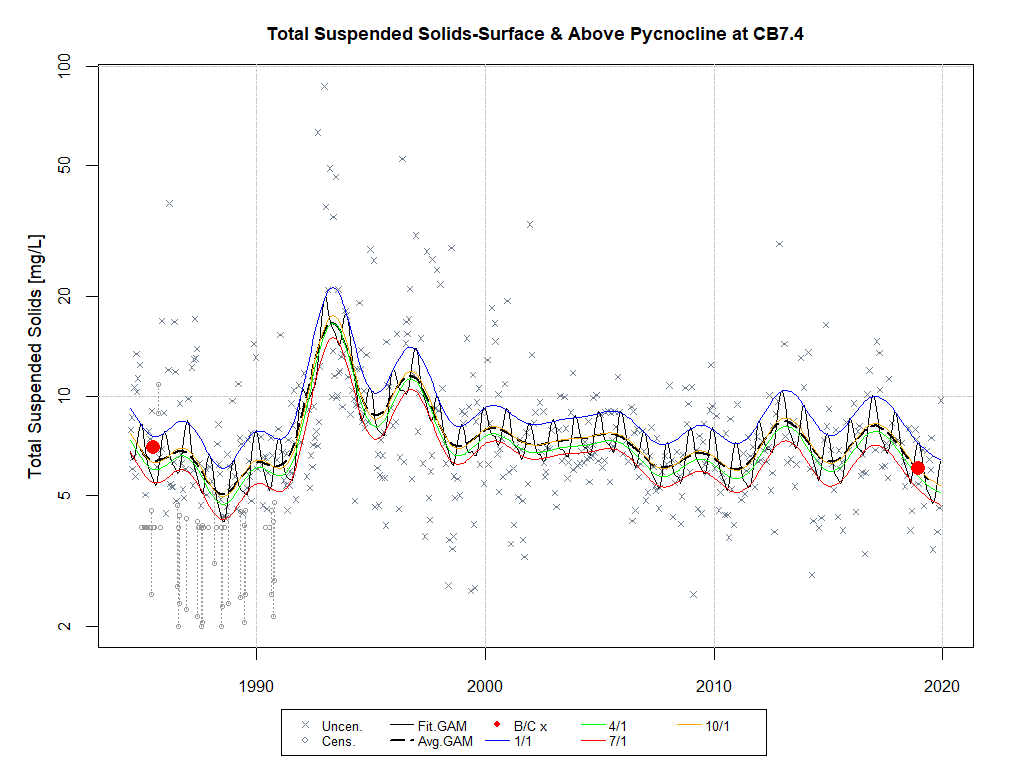 Total Suspended Solids-Surface & Above Pycnocline at CB7.4
Total Suspended Solids [mg/L]
100
50
20
10
5
2
1990 2000 2010 2020
Uncen. Fit.GAM B/C x 4/1 10/1
Cens. Avg.GAM 1/1 7/1